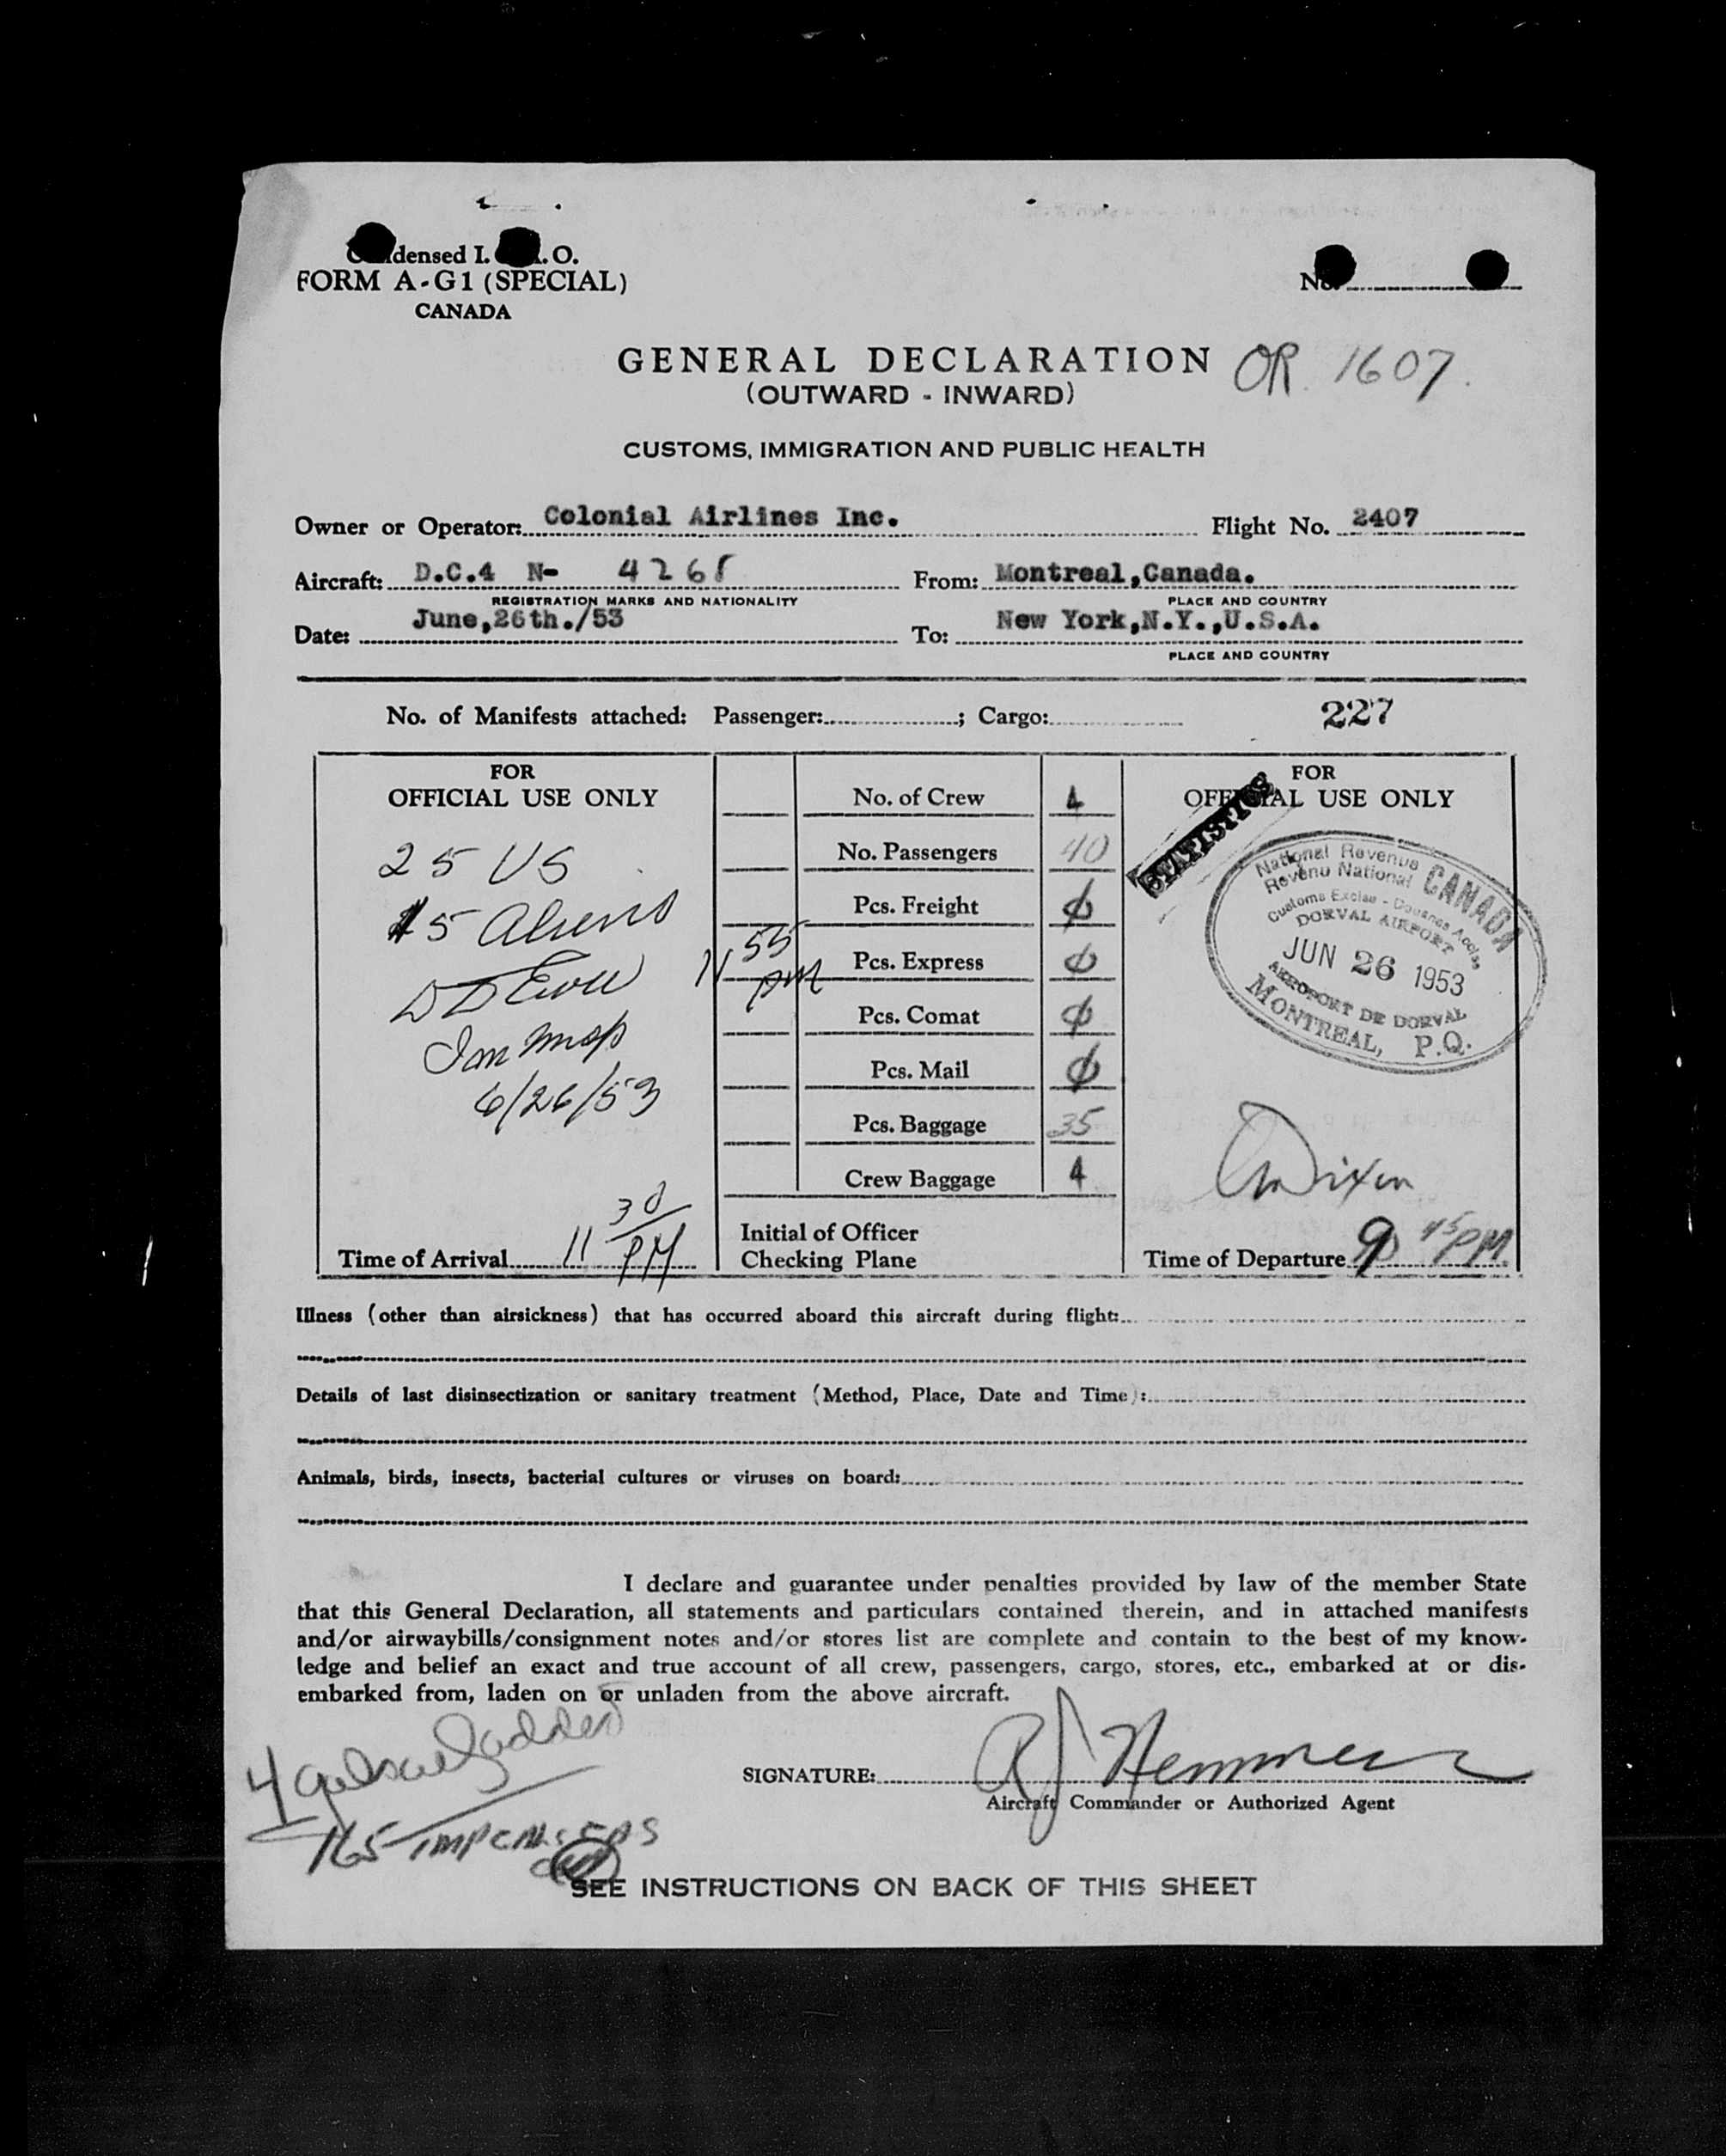 densed I. . O.
FORM A-G1 (SPECIAL)
CANADA
No.
GENERAL DECLARATION
OR. 1607.
(OUTWARD - INWARD)
CUSTOMS, IMMIGRATION AND PUBLIC HEALTH
Owner or Operator: Colonial Airlines Inc. Flight No. 2407
Aircraft: D.C.4 N- 4268 From: Montreal,Canada.
REGISTRATION MARKS AND NATIONALITY PLACE AND COUNTRY
Date: June,26th./53 To: New York,N.Y.,U.S.A.
PLACE AND COUNTRY
No. of Manifests attached: Passenger: ; Cargo: 227
FOR
OFFICIAL USE ONLY
25 US
15 Aliens
6/26/53
Time of Arrival 11 30 PM
11 55 PM
No. of Crew 4
No. Passengers 40
Pcs. Freight ϕ
Pcs. Express ϕ
Pcs. Comat ϕ
Pcs. Mail ϕ
Pcs. Baggage 35
Crew Baggage 4
Initial of Officer
Checking Plane
FOR
OFFICIAL USE ONLY
STATISTICS
National Revenue
Revenu National
CANADA
Customs Excise - Douanes Accise
DORVAL AIRPORT
JUN 26 1953
AEROPORT DE DORVAL
MONTREAL, P.Q.
Dixon
Time of Departure 9 45 PM
Illness (other than airsickness) that has occurred aboard this aircraft during flight:
Details of last disinsectization or sanitary treatment (Method, Place, Date and Time):
Animals, birds, insects, bacterial cultures or viruses on board:
I declare and guarantee under penalties provided by law of the member State
that this General Declaration, all statements and particulars contained therein, and in attached manifests
and/or airwaybills/consignment notes and/or stores list are complete and contain to the best of my know-
ledge and belief an exact and true account of all crew, passengers, cargo, stores, etc., embarked at or dis-
embarked from, laden on or unladen from the above aircraft.
4 gals added
SIGNATURE: RJ
Aircraft Commander or Authorized Agent
165 IMP
SEE INSTRUCTIONS ON BACK OF THIS SHEET